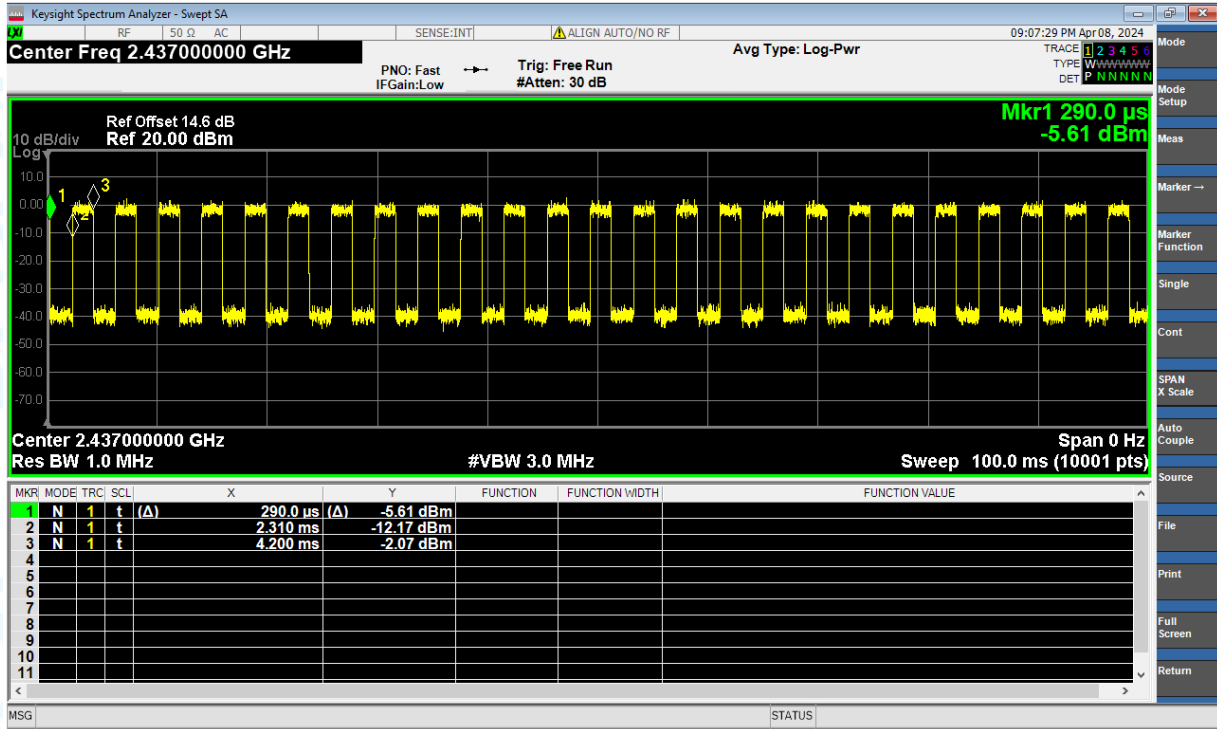 Keysight Spectrum Analyzer - Swept SA
LXI RF 50 Ω AC SENSE:INT ALIGN AUTO/NO RF 09:07:29 PM Apr 08, 2024
Center Freq 2.437000000 GHz
Avg Type: Log-Pwr
TRACE 1 2 3 4 5 6
TYPE WWWWWW
DET P N N N N N
PNO: Fast
IFGain:Low
Trig: Free Run
#Atten: 30 dB
Mkr1 290.0 µs
-5.61 dBm
Ref Offset 14.6 dB
10 dB/div Ref 20.00 dBm
Log
10.0
0.00
-10.0
-20.0
-30.0
-40.0
-50.0
-60.0
-70.0
1
2
3
Center 2.437000000 GHz Span 0 Hz
Res BW 1.0 MHz #VBW 3.0 MHz Sweep 100.0 ms (10001 pts)
MKR MODE TRC SCL X Y FUNCTION FUNCTION WIDTH FUNCTION VALUE
1 N 1 t (Δ) 290.0 µs (Δ) -5.61 dBm
2 N 1 t 2.310 ms -12.17 dBm
3 N 1 t 4.200 ms -2.07 dBm
4
5
6
7
8
9
10
11
MSG STATUS
Mode
Mode
Setup
Meas
Marker →
Marker
Function
Single
Cont
SPAN
X Scale
Auto
Couple
Source
File
Print
Full
Screen
Return